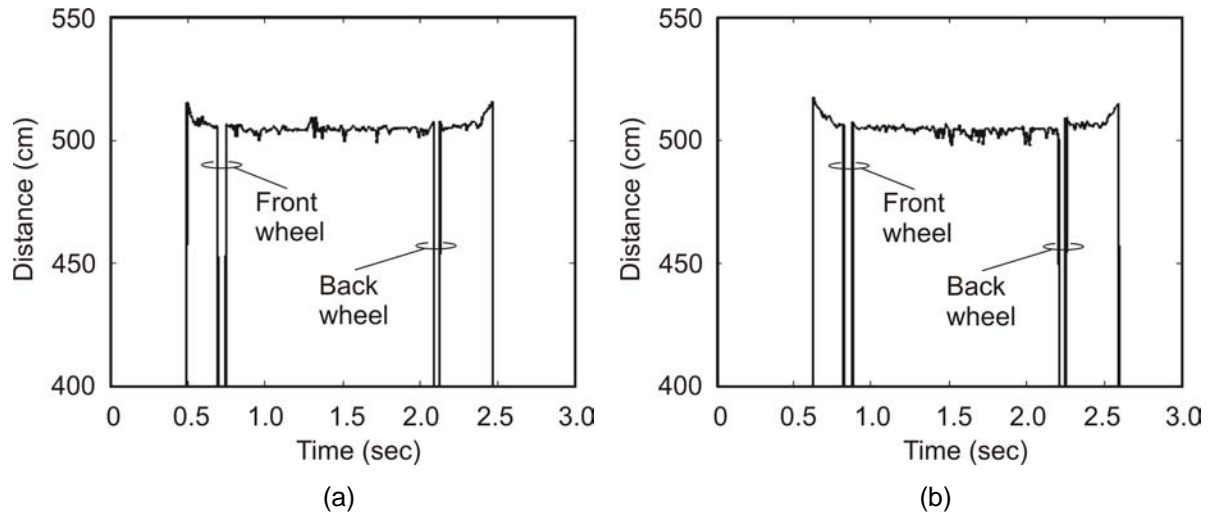 550
500
450
400
Distance (cm)
Front
wheel
Back
wheel
0 0.5 1.0 1.5 2.0 2.5 3.0
Time (sec)
(a)
550
500
450
400
Distance (cm)
Front
wheel
Back
wheel
0.0 0.5 1.0 1.5 2.0 2.5 3.0
Time (sec)
(b)